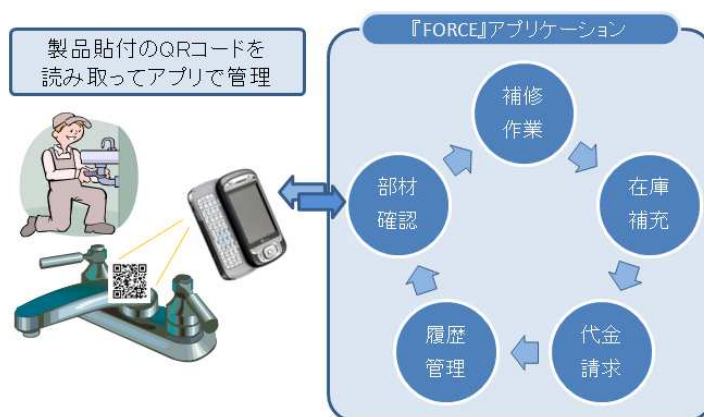 製品貼付のQRコードを
読み取ってアプリで管理
『FORCE』アプリケーション
補修
作業
在庫
補充
代金
請求
履歴
管理
部材
確認